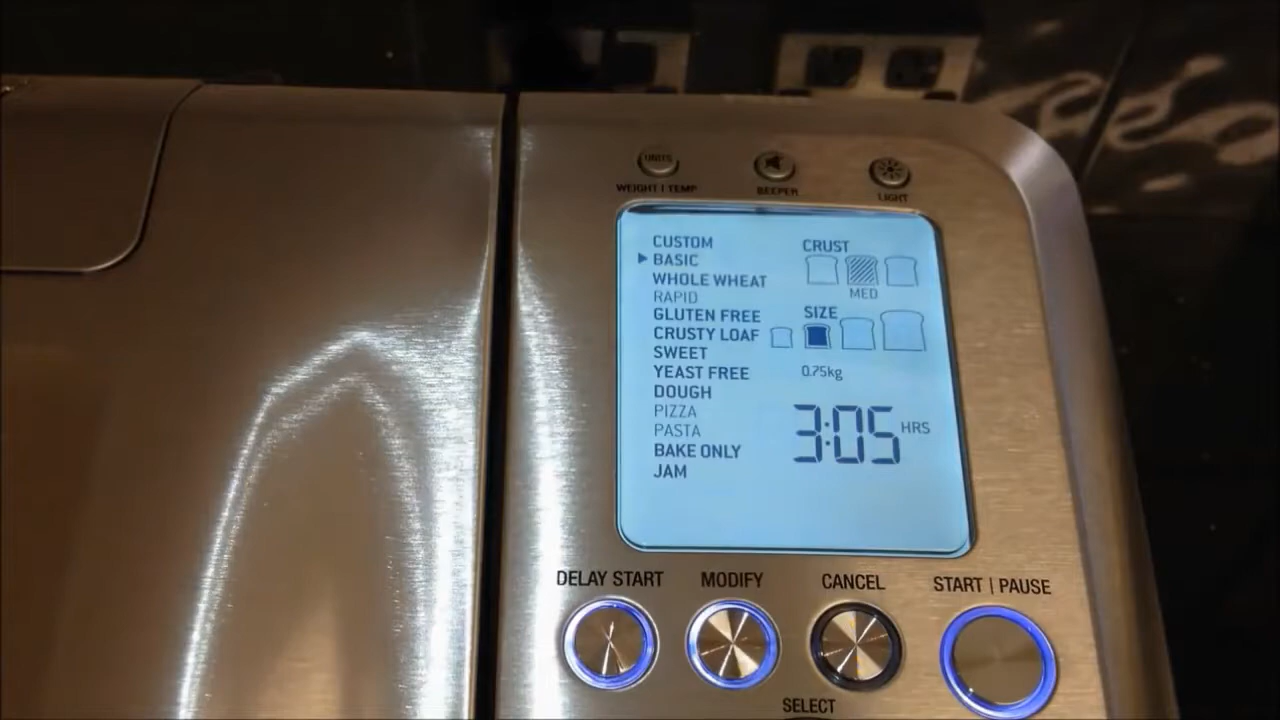 UNITS
WEIGHT | TEMP
BEEPER
LIGHT
CUSTOM
BASIC
WHOLE WHEAT
RAPID
GLUTEN FREE
CRUSTY LOAF
SWEET
YEAST FREE
DOUGH
PIZZA
PASTA
BAKE ONLY
JAM
CRUST
MED
SIZE
0.75kg
3:05 HRS
DELAY START
MODIFY
CANCEL
START | PAUSE
SELECT